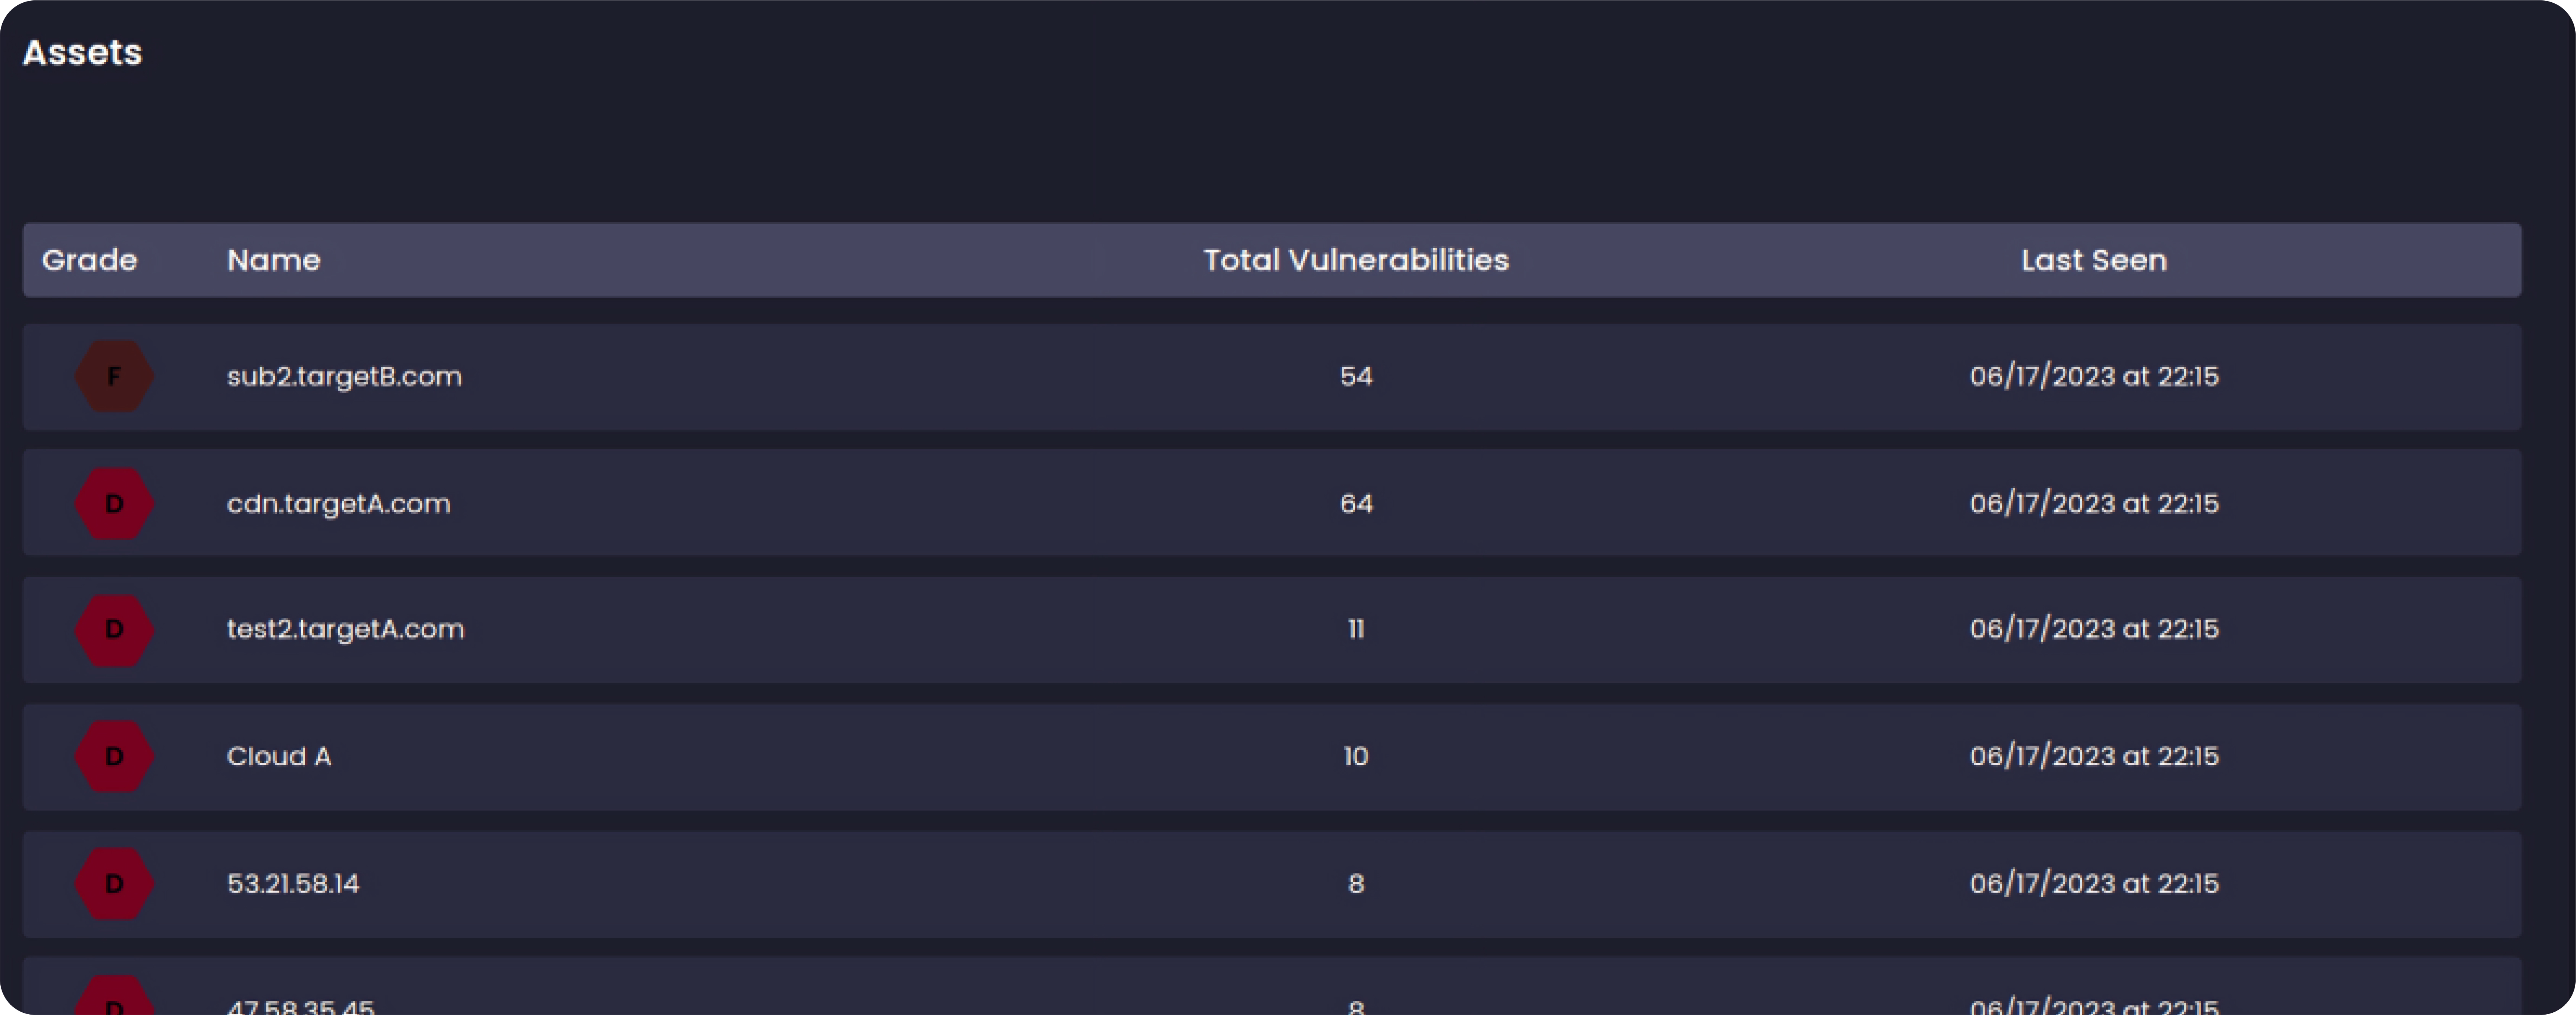 Assets
Grade Name Total Vulnerabilities Last Seen
F sub2.targetB.com 54 06/17/2023 at 22:15
D cdn.targetA.com 64 06/17/2023 at 22:15
D test2.targetA.com 11 06/17/2023 at 22:15
D Cloud A 10 06/17/2023 at 22:15
D 53.21.58.14 8 06/17/2023 at 22:15
D 47.58.35.45 8 06/17/2023 at 22:15